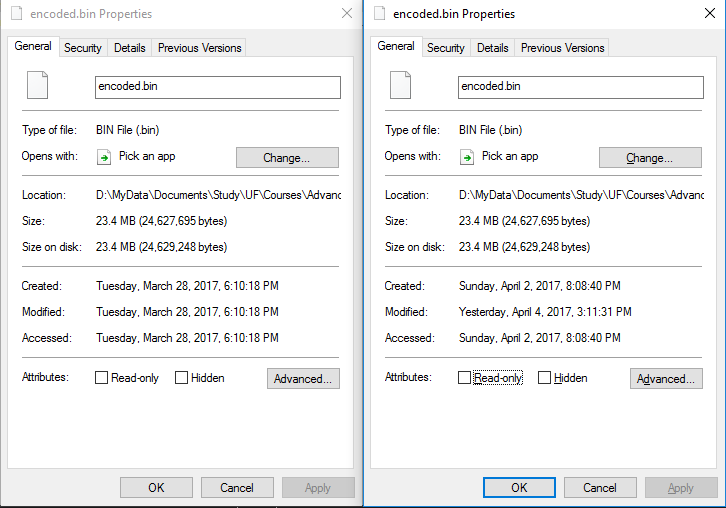 encoded.bin Properties
General Security Details Previous Versions
encoded.bin
Type of file: BIN File (.bin)
Opens with: Pick an app Change...
Location: D:\MyData\Documents\Study\UF\Courses\Advanc
Size: 23.4 MB (24,627,695 bytes)
Size on disk: 23.4 MB (24,629,248 bytes)
Created: Tuesday, March 28, 2017, 6:10:18 PM
Modified: Tuesday, March 28, 2017, 6:10:18 PM
Accessed: Tuesday, March 28, 2017, 6:10:18 PM
Attributes: Read-only Hidden Advanced...
OK Cancel Apply
encoded.bin Properties
General Security Details Previous Versions
encoded.bin
Type of file: BIN File (.bin)
Opens with: Pick an app Change...
Location: D:\MyData\Documents\Study\UF\Courses\Advanc
Size: 23.4 MB (24,627,695 bytes)
Size on disk: 23.4 MB (24,629,248 bytes)
Created: Sunday, April 2, 2017, 8:08:40 PM
Modified: Yesterday, April 4, 2017, 3:11:31 PM
Accessed: Sunday, April 2, 2017, 8:08:40 PM
Attributes: Read-only Hidden Advanced...
OK Cancel Apply